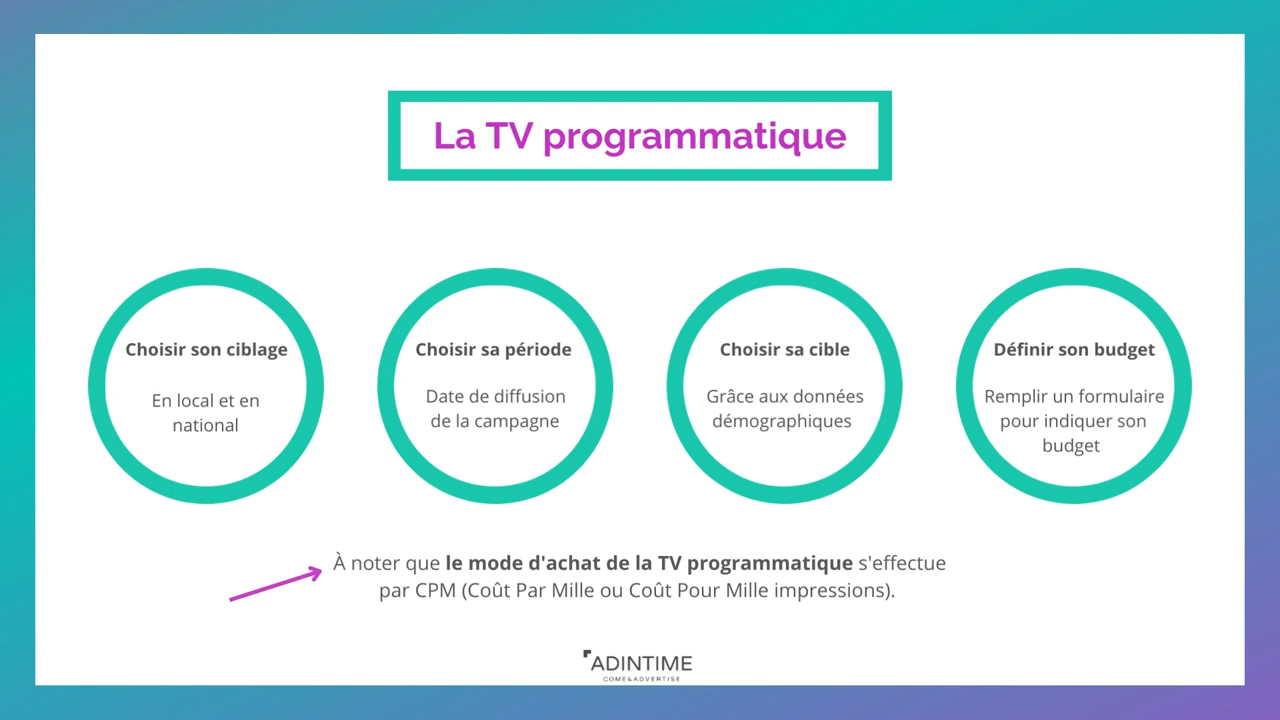 La TV programmatique
Choisir son ciblage
En local et en
national
Choisir sa période
Date de diffusion
de la campagne
Choisir sa cible
Grâce aux données
démographiques
Définir son budget
Remplir un formulaire
pour indiquer son
budget
À noter que le mode d'achat de la TV programmatique s'effectue
par CPM (Coût Par Mille ou Coût Pour Mille impressions).
ADINTIME
COME&ADVERTISE